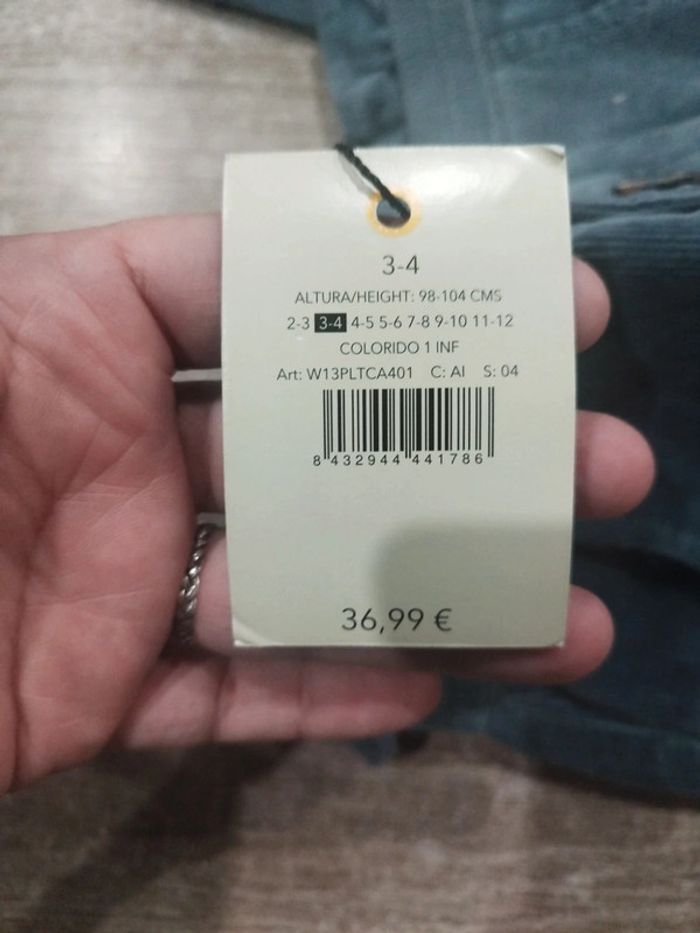 3-4
ALTURA/HEIGHT: 98-104 CMS
2-3 3-4 4-5 5-6 7-8 9-10 11-12
COLORIDO 1 INF
Art: W13PLTCA401 C: AI S: 04
8 432944 441786
36,99 €